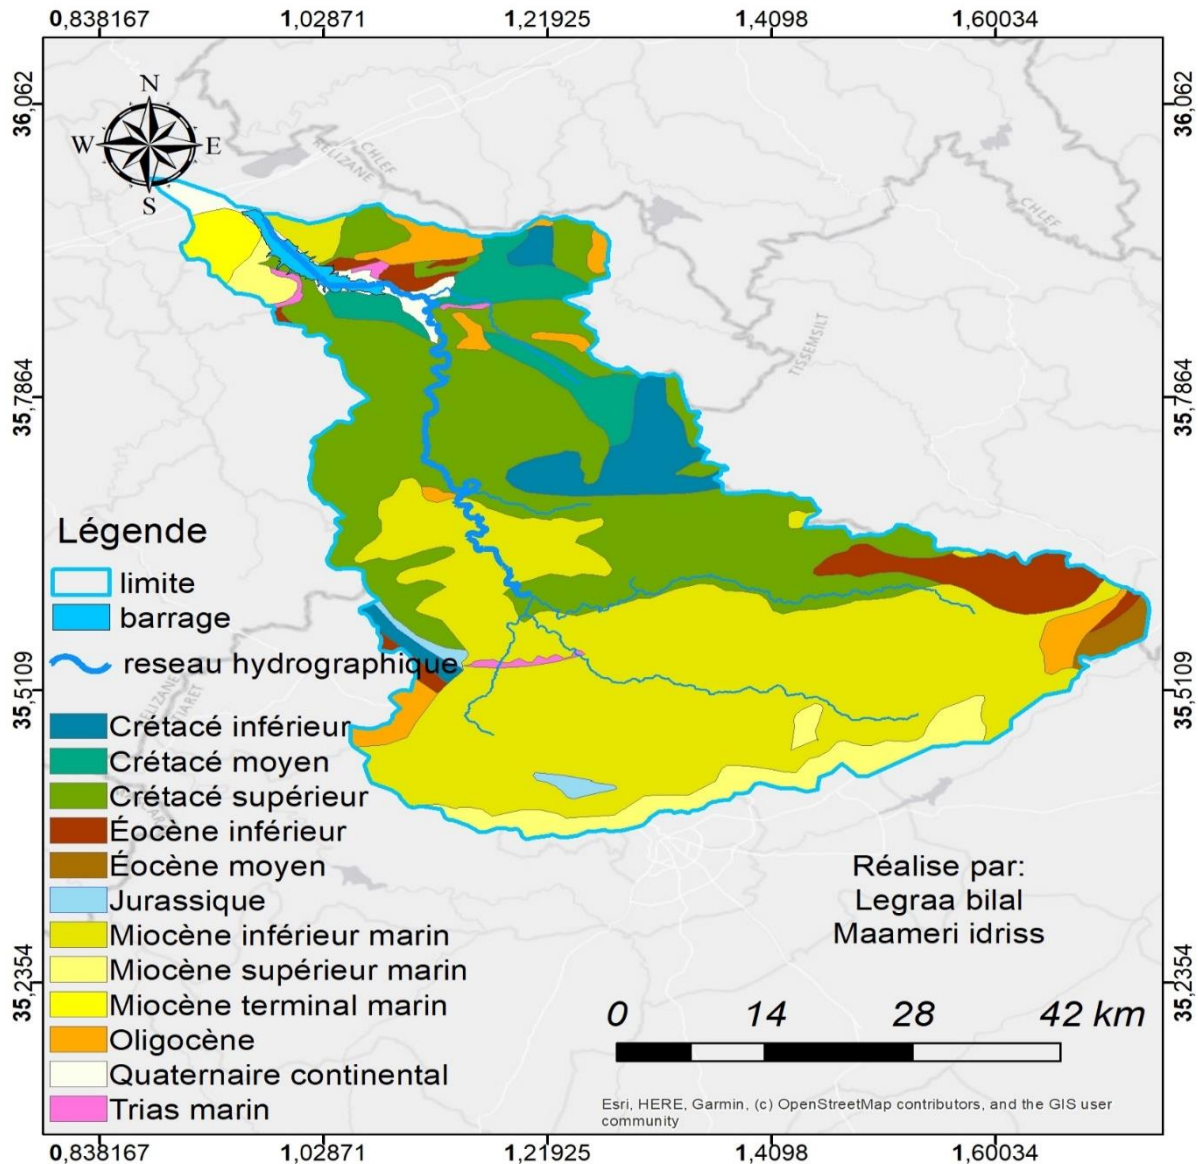 0,838167 1,02871 1,21925 1,4098 1,60034
36,062 36,062
N
W E
S
CHLEF
RELIZANE
CHLEF
TISSEMSILT
35,7864 35,7864
Légende
limite
barrage
reseau hydrographique
35,5109 35,5109
RELIZANE
TIARET
Crétacé inférieur
Crétacé moyen
Crétacé supérieur
Éocène inférieur
Éocène moyen
Jurassique
Miocène inférieur marin
Miocène supérieur marin
Miocène terminal marin
Oligocène
Quaternaire continental
Trias marin
Réalise par:
Legraa bilal
Maameri idriss
35,2354 35,2354
0 14 28 42 km
Esri, HERE, Garmin, (c) OpenStreetMap contributors, and the GIS user
community
0,838167 1,02871 1,21925 1,4098 1,60034